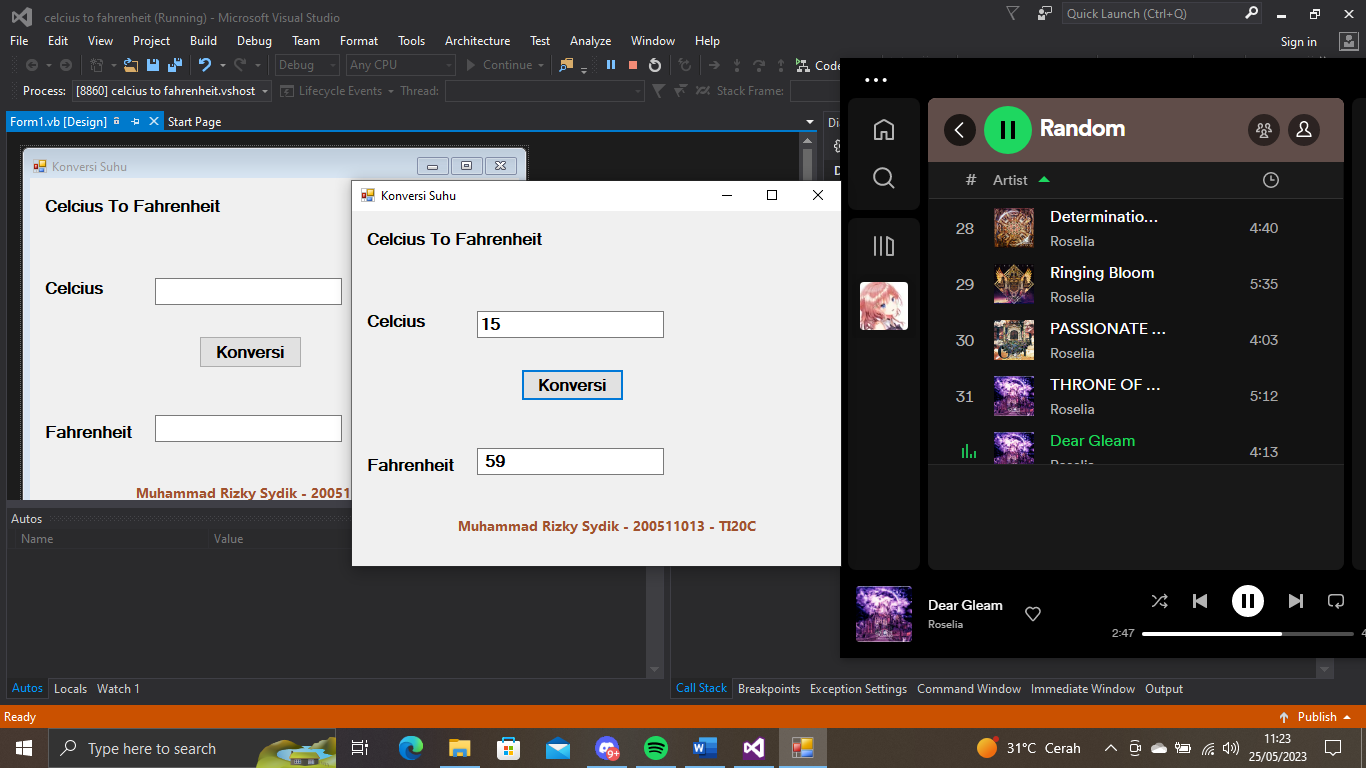 celcius to fahrenheit (Running) - Microsoft Visual Studio
Quick Launch (Ctrl+Q)
File Edit View Project Build Debug Team Format Tools Architecture Test Analyze Window Help
Sign in
Debug Any CPU Continue
Process: [8860] celcius to fahrenheit.vshost Lifecycle Events Thread: Stack Frame:
Form1.vb [Design] Start Page
Konversi Suhu
Celcius To Fahrenheit
Celcius
Konversi
Fahrenheit
Muhammad Rizky Sydik - 20051
Konversi Suhu
Celcius To Fahrenheit
Celcius 15
Konversi
Fahrenheit 59
Muhammad Rizky Sydik - 200511013 - TI20C
Random
# Artist
28 Determinatio... 4:40
Roselia
29 Ringing Bloom 5:35
Roselia
30 PASSIONATE ... 4:03
Roselia
31 THRONE OF ... 5:12
Roselia
Dear Gleam 4:13
Roselia
Dear Gleam
Roselia
2:47
Autos
Name Value
Autos Locals Watch 1
Call Stack Breakpoints Exception Settings Command Window Immediate Window Output
Ready
Publish
Type here to search
9+
31°C Cerah
11:23
25/05/2023